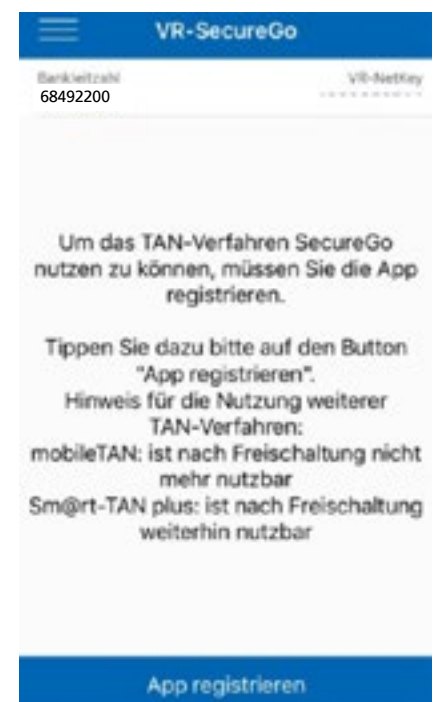 VR-SecureGo
Bankleitzahl
VR-NetKey
68492200
Um das TAN-Verfahren SecureGo
nutzen zu können, müssen Sie die App
registrieren.
Tippen Sie dazu bitte auf den Button
"App registrieren".
Hinweis für die Nutzung weiterer
TAN-Verfahren:
mobileTAN: ist nach Freischaltung nicht
mehr nutzbar
Sm@rt-TAN plus: ist nach Freischaltung
weiterhin nutzbar
App registrieren